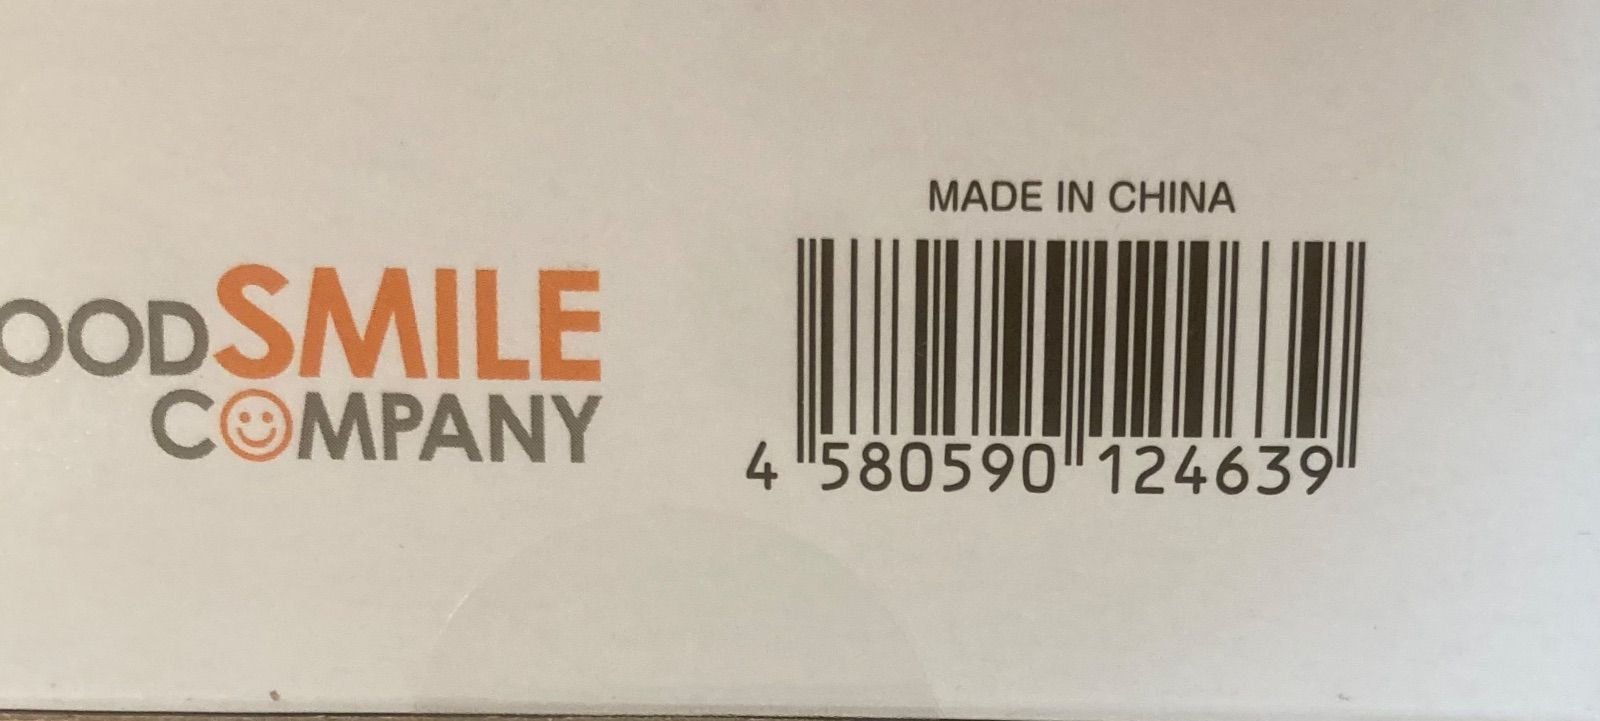 MADE IN CHINA
OODSMILE
COMPANY
4 580590 124639